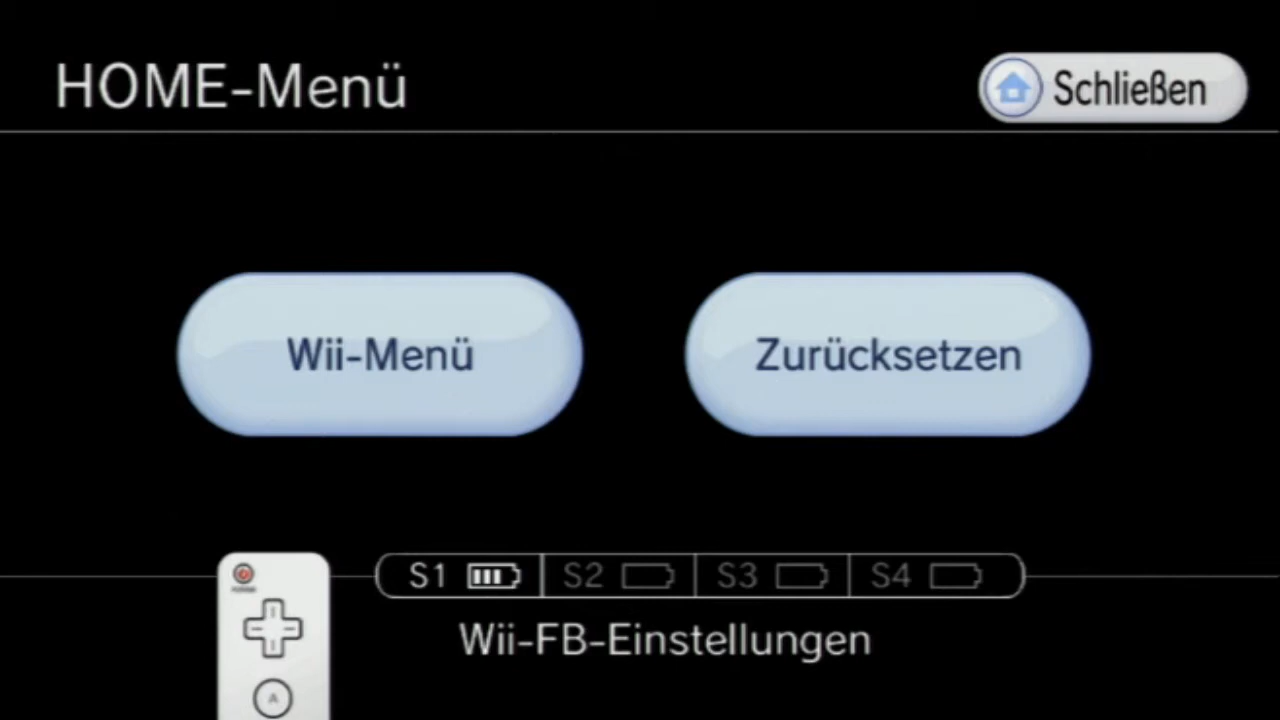 HOME-Menü
Schließen
Wii-Menü
Zurücksetzen
S1 S2 S3 S4
Wii-FB-Einstellungen
A